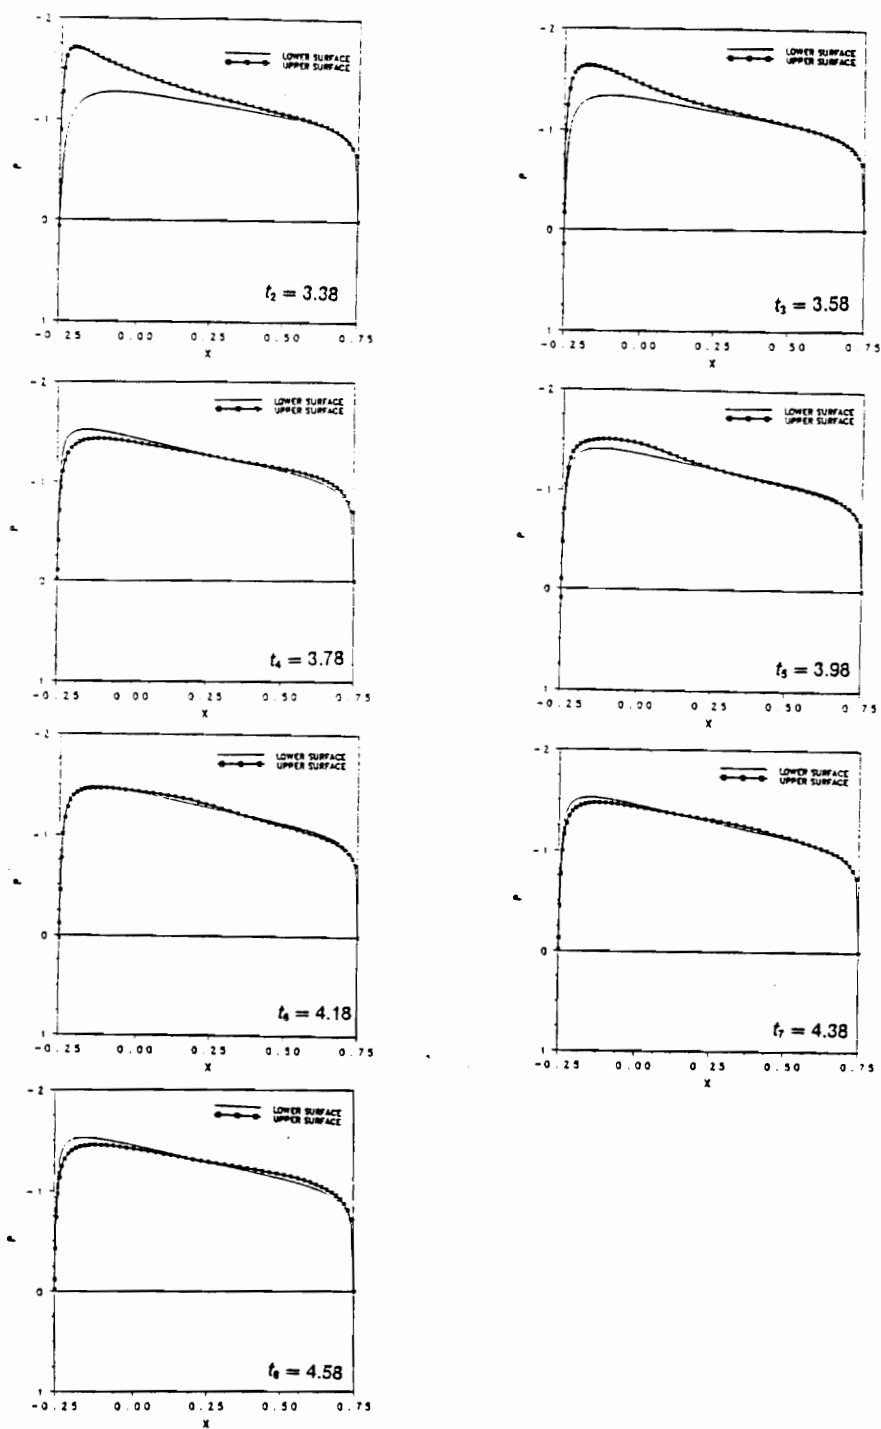 -2
LOWER SURFACE
UPPER SURFACE
-1
P
0
t₂ = 3.38
1
-0.25 0.00 0.25 0.50 0.75
X
-2
LOWER SURFACE
UPPER SURFACE
-1
P
0
t₃ = 3.58
1
-0.25 0.00 0.25 0.50 0.75
X
-2
LOWER SURFACE
UPPER SURFACE
-1
P
0
t₄ = 3.78
1
-0.25 0.00 0.25 0.50 0.75
X
-2
LOWER SURFACE
UPPER SURFACE
-1
P
0
t₅ = 3.98
1
-0.25 0.00 0.25 0.50 0.75
X
LOWER SURFACE
UPPER SURFACE
-1
P
0
t₆ = 4.18
1
-0.25 0.00 0.25 0.50 0.75
X
-2
LOWER SURFACE
UPPER SURFACE
-1
P
0
t₇ = 4.38
1
-0.25 0.00 0.25 0.50 0.75
X
-2
LOWER SURFACE
UPPER SURFACE
-1
P
0
t₈ = 4.58
1
-0.25 0.00 0.25 0.50 0.75
X